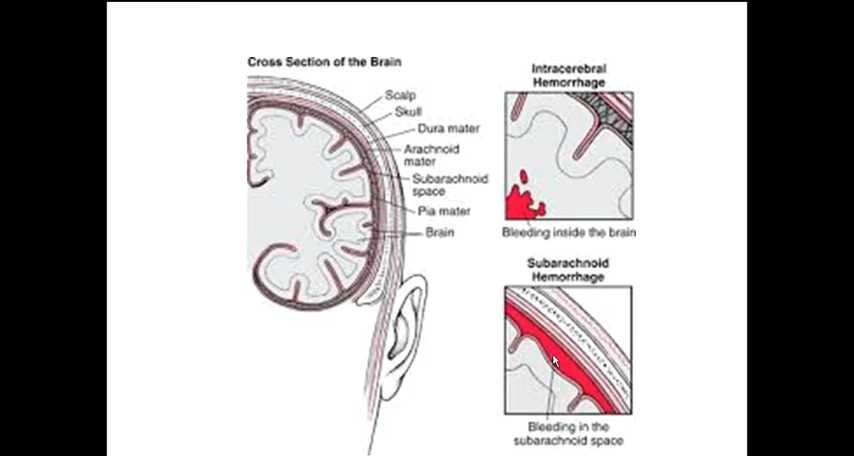 Cross Section of the Brain
Scalp
Skull
Dura mater
Arachnoid
mater
Subarachnoid
space
Pia mater
Brain
Intracerebral
Hemorrhage
Bleeding inside the brain
Subarachnoid
Hemorrhage
Bleeding in the
subarachnoid space